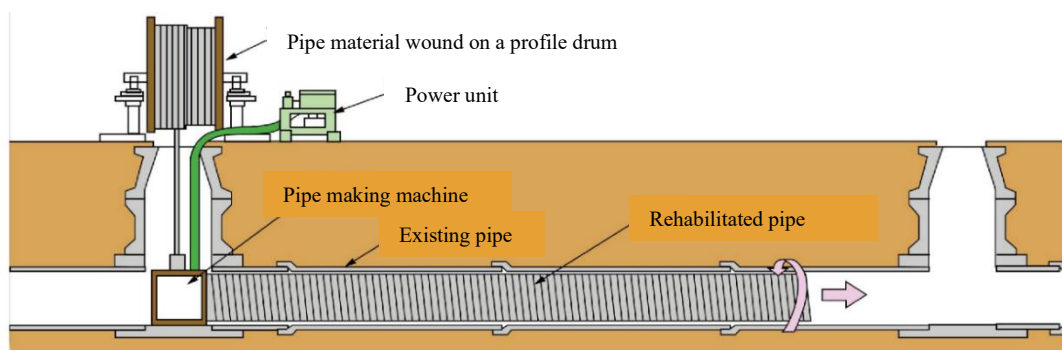 Pipe material wound on a profile drum
Power unit
Pipe making machine
Existing pipe
Rehabilitated pipe